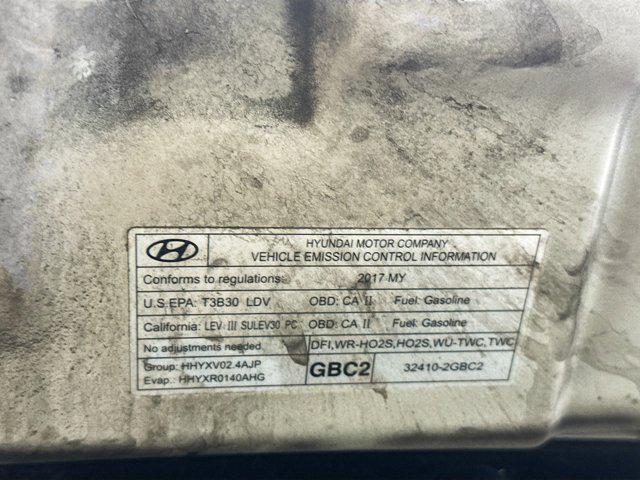 HYUNDAI MOTOR COMPANY
VEHICLE EMISSION CONTROL INFORMATION
Conforms to regulations: 2017 MY
U.S EPA: T3B30 LDV OBD: CA II Fuel: Gasoline
California: LEV III SULEV30 PC OBD: CA II Fuel: Gasoline
No adjustments needed. DFI,WR-HO2S,HO2S,WU-TWC,TWC
Group: HHYXV02.4AJP
Evap.: HHYXR0140AHG
GBC2
32410-2GBC2